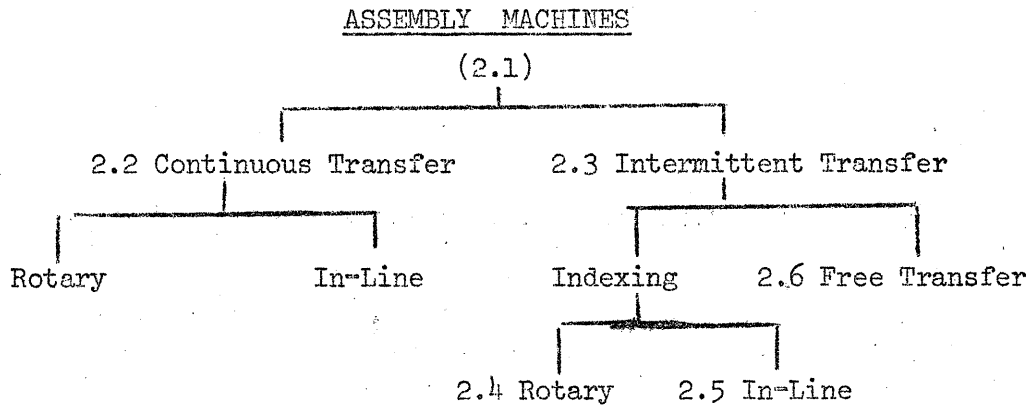 ASSEMBLY MACHINES
(2.1)
2.2 Continuous Transfer 2.3 Intermittent Transfer
Rotary In-Line Indexing 2.6 Free Transfer
2.4 Rotary 2.5 In-Line